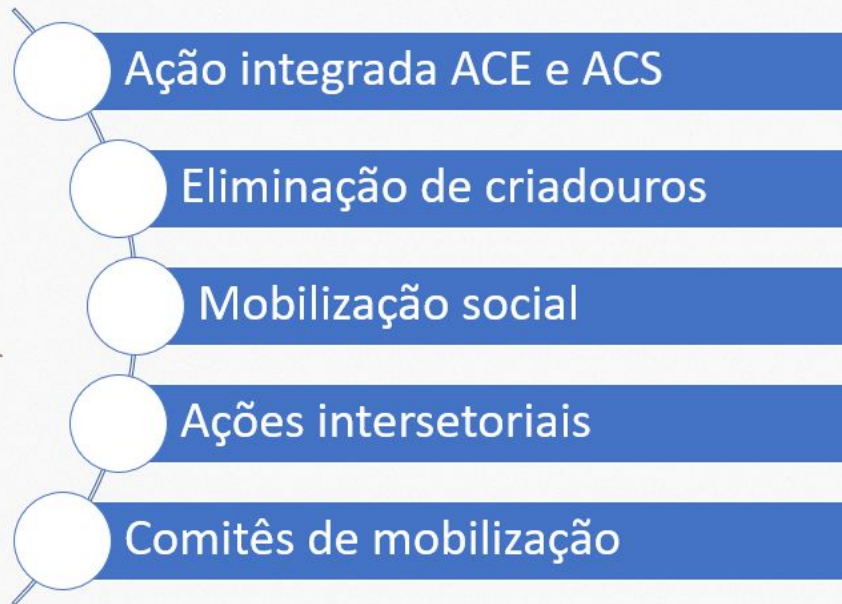 Ação integrada ACE e ACS
Eliminação de criadouros
Mobilização social
Ações intersetoriais
Comitês de mobilização